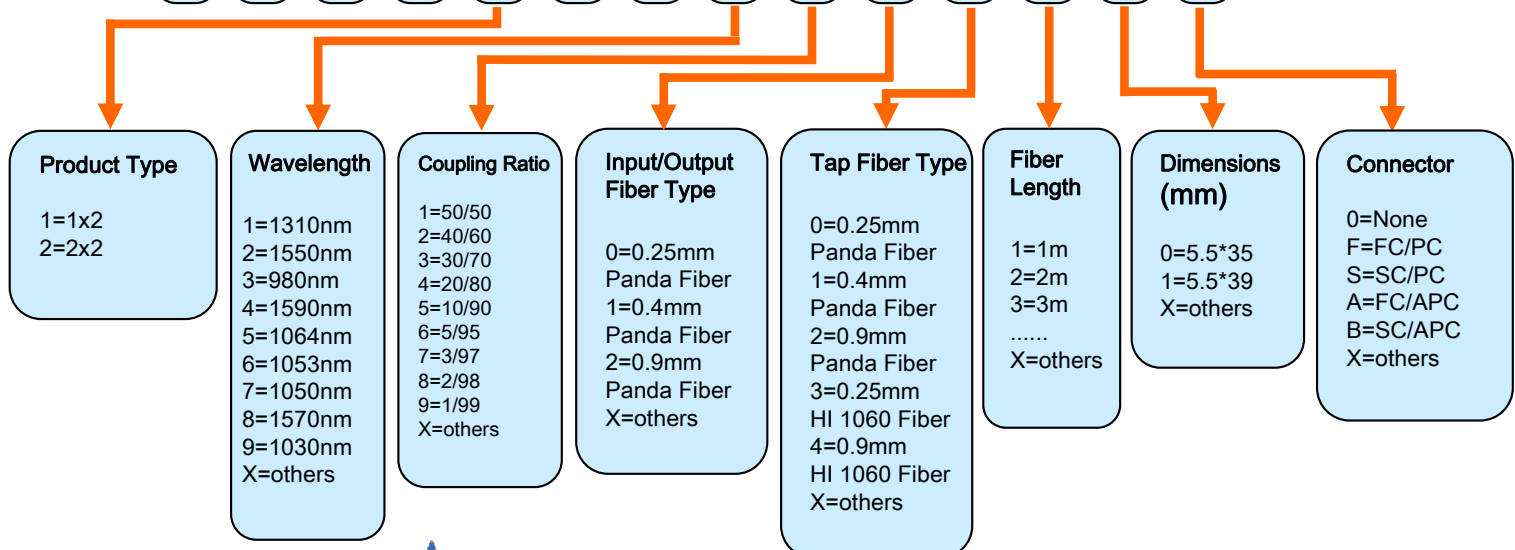 Product Type
1=1x2
2=2x2
Wavelength
1=1310nm
2=1550nm
3=980nm
4=1590nm
5=1064nm
6=1053nm
7=1050nm
8=1570nm
9=1030nm
X=others
Coupling Ratio
1=50/50
2=40/60
3=30/70
4=20/80
5=10/90
6=5/95
7=3/97
8=2/98
9=1/99
X=others
Input/Output
Fiber Type
0=0.25mm
Panda Fiber
1=0.4mm
Panda Fiber
2=0.9mm
Panda Fiber
X=others
Tap Fiber Type
0=0.25mm
Panda Fiber
1=0.4mm
Panda Fiber
2=0.9mm
Panda Fiber
3=0.25mm
HI 1060 Fiber
4=0.9mm
HI 1060 Fiber
X=others
Fiber
Length
1=1m
2=2m
3=3m
......
X=others
Dimensions
(mm)
0=5.5*35
1=5.5*39
X=others
Connector
0=None
F=FC/PC
S=SC/PC
A=FC/APC
B=SC/APC
X=others